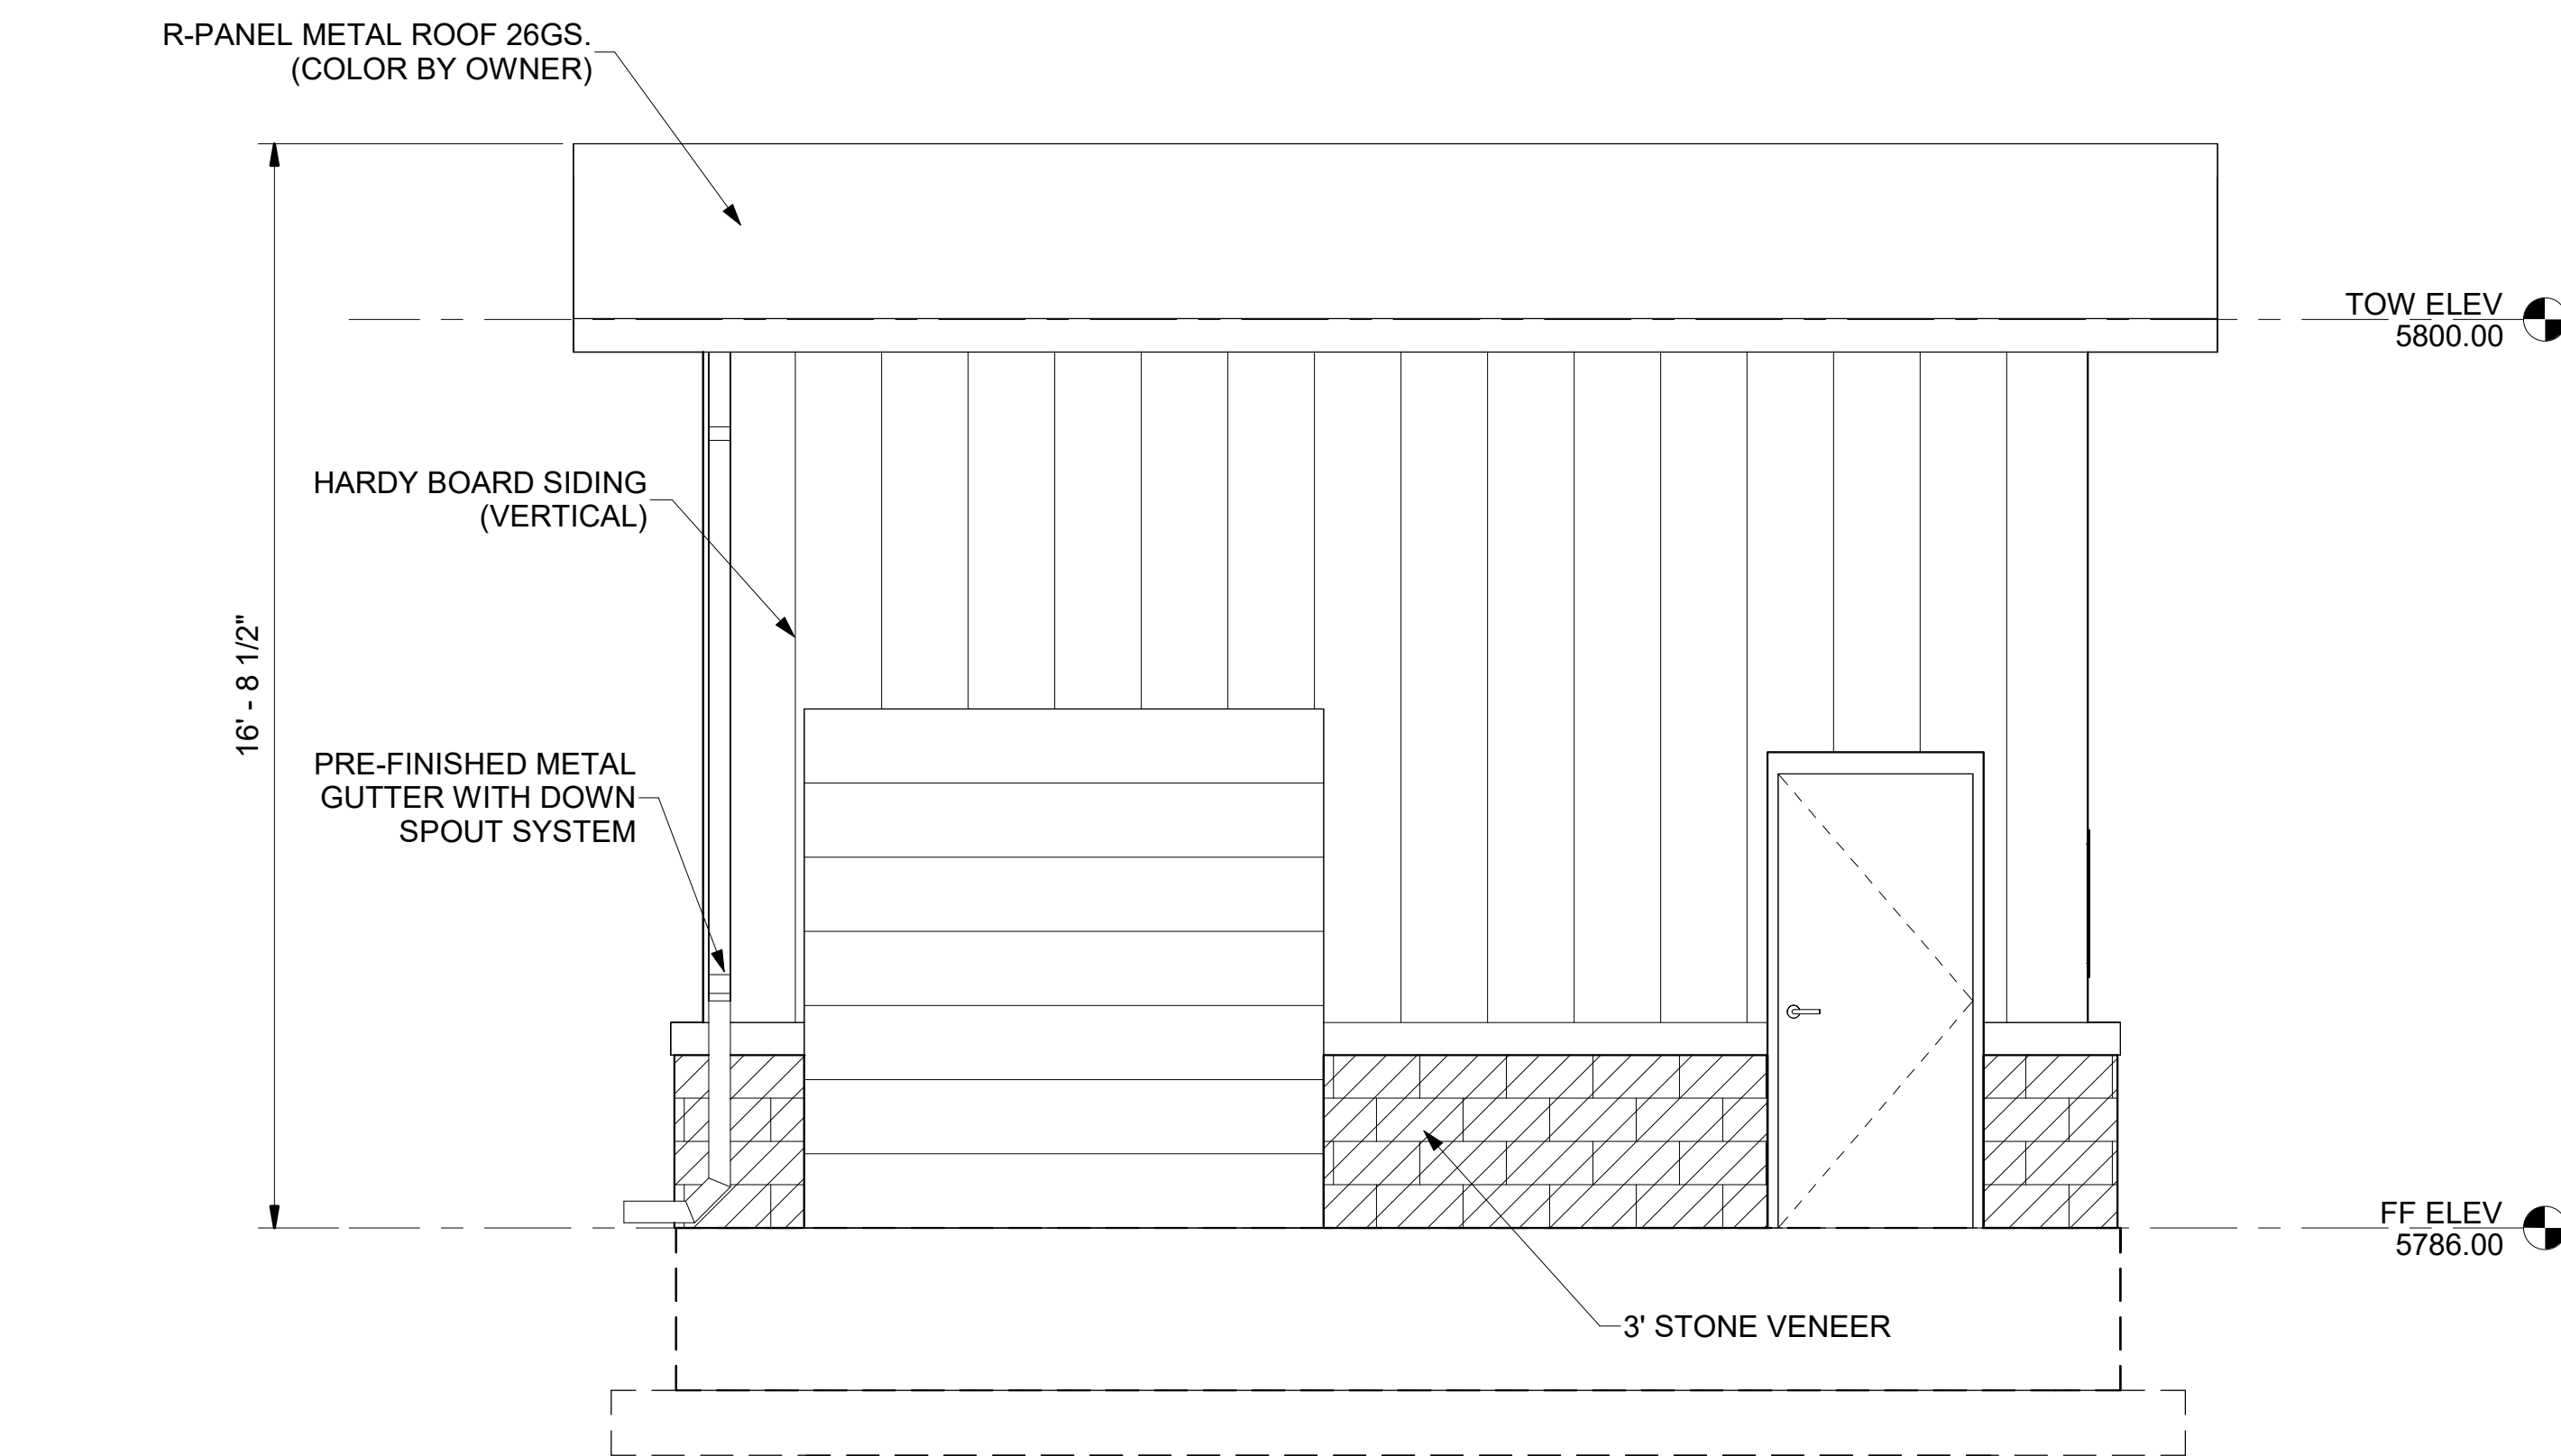 R-PANEL METAL ROOF 26GS.
(COLOR BY OWNER)
TOW ELEV
5800.00
HARDY BOARD SIDING
(VERTICAL)
16' - 8 1/2"
PRE-FINISHED METAL
GUTTER WITH DOWN
SPOUT SYSTEM
FF ELEV
5786.00
3' STONE VENEER